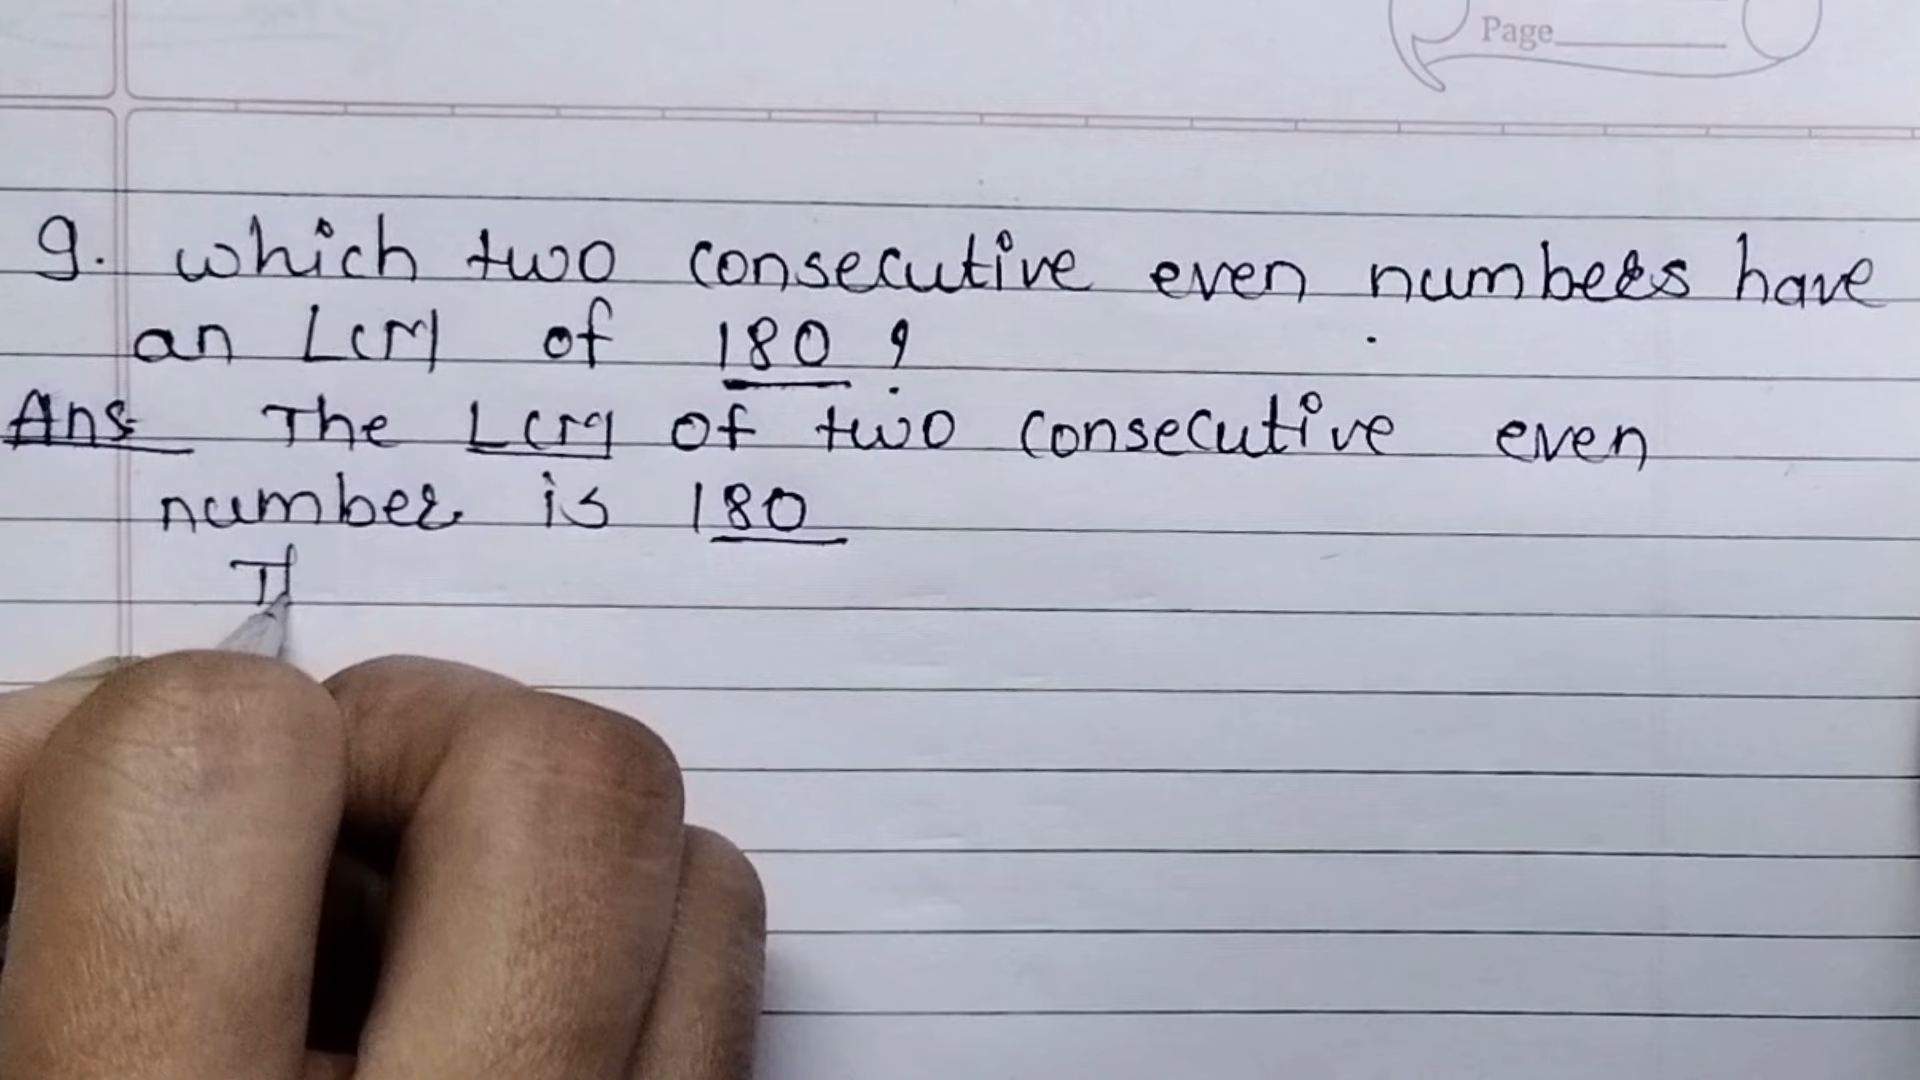 Page
9. which two consecutive even numbers have
an LCM of 180?
Ans The LCM of two consecutive even
number is 180
Th